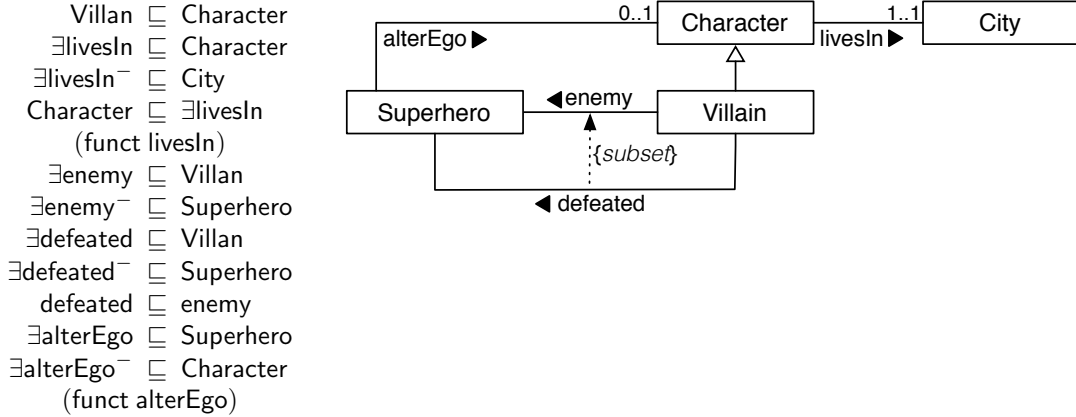 Villan ⊑ Character
∃livesIn ⊑ Character
∃livesIn⁻ ⊑ City
Character ⊑ ∃livesIn
(funct livesIn)
∃enemy ⊑ Villan
∃enemy⁻ ⊑ Superhero
∃defeated ⊑ Villan
∃defeated⁻ ⊑ Superhero
defeated ⊑ enemy
∃alterEgo ⊑ Superhero
∃alterEgo⁻ ⊑ Character
(funct alterEgo)
0..1 Character 1..1 City
alterEgo ▶ livesIn ▶
Superhero ◀ enemy Villain
{subset}
◀ defeated